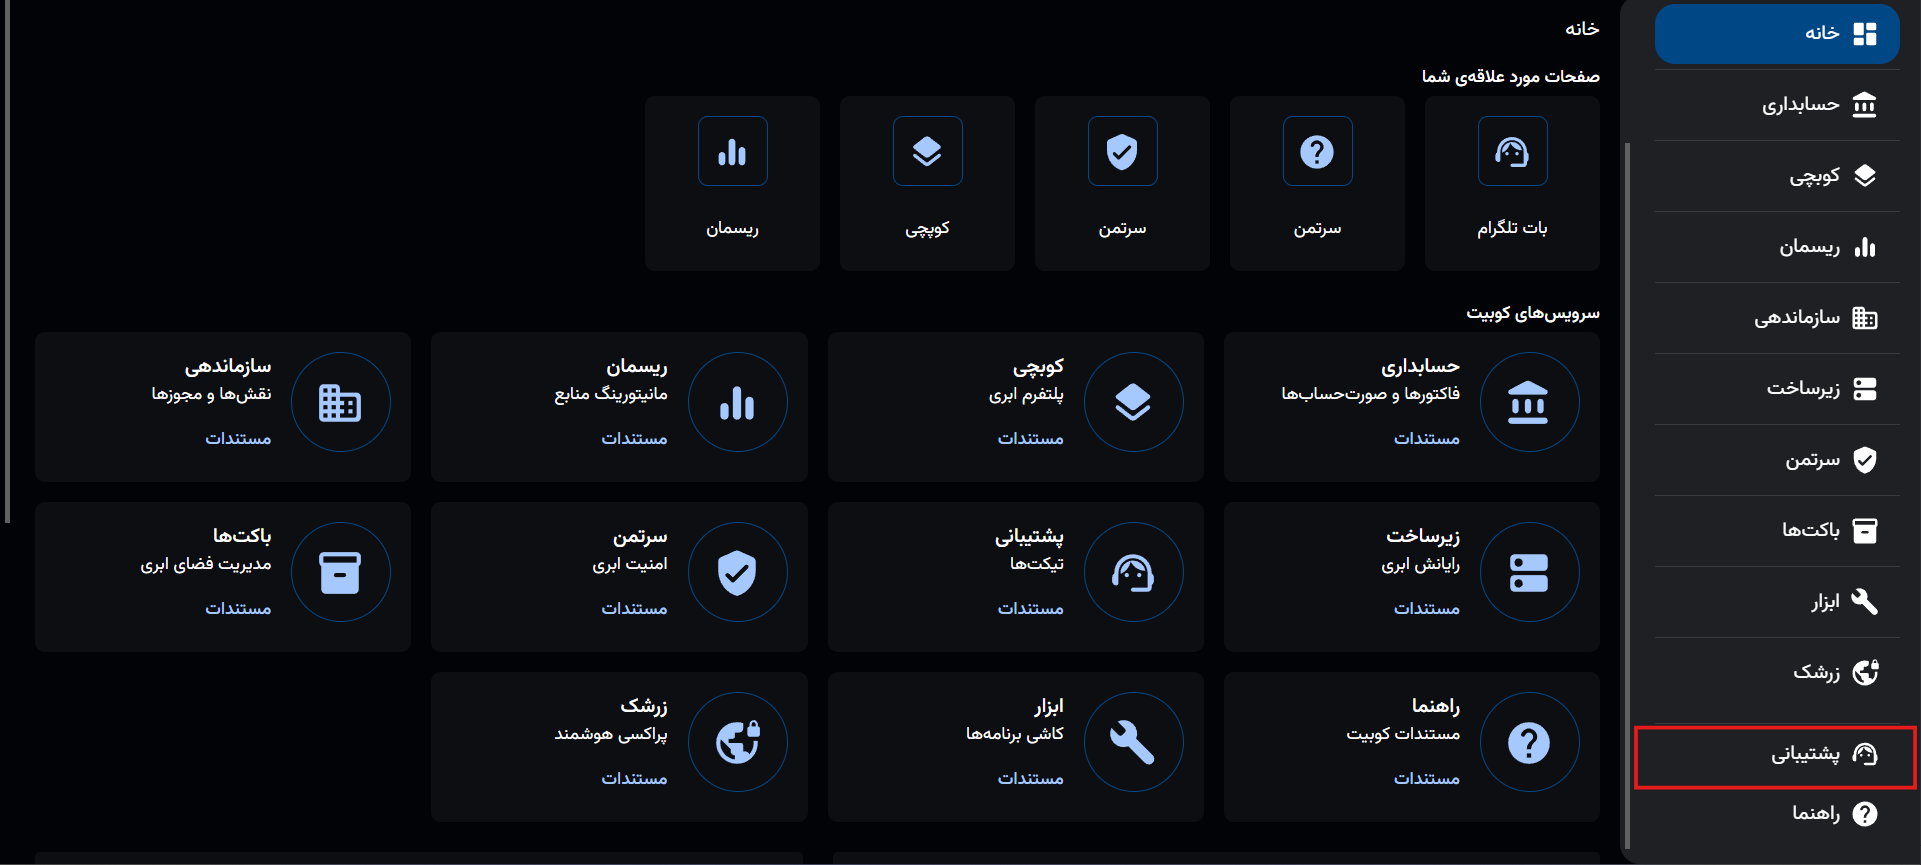 خانه
حسابداری
کوبچی
ریسمان
سازماندهی
زیرساخت
سرتمن
باکت‌ها
ابزار
زرشک
پشتیبانی
راهنما
خانه
صفحات مورد علاقه‌ی شما
بات تلگرام
سرتمن
سرتمن
کوپچی
ریسمان
سرویس‌های کوبیت
حسابداری
فاکتورها و صورت‌حساب‌ها
مستندات
کوبچی
پلتفرم ابری
مستندات
ریسمان
مانیتورینگ منابع
مستندات
سازماندهی
نقش‌ها و مجوزها
مستندات
زیرساخت
رایانش ابری
مستندات
پشتیبانی
تیکت‌ها
مستندات
سرتمن
امنیت ابری
مستندات
باکت‌ها
مدیریت فضای ابری
مستندات
راهنما
مستندات کوبیت
مستندات
ابزار
کاشی برنامه‌ها
مستندات
زرشک
پراکسی هوشمند
مستندات